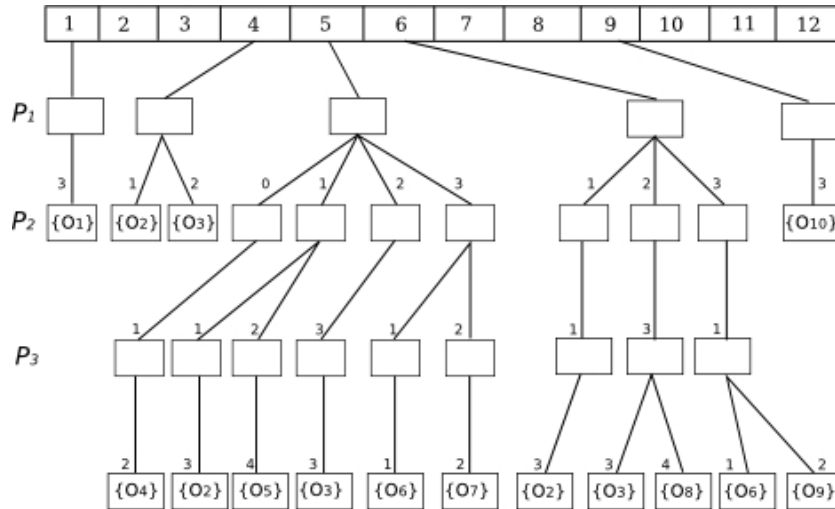 1 2 3 4 5 6 7 8 9 10 11 12
P1
3 1 2 0 1 2 3 1 2 3 3
P2 {O1} {O2} {O3} {O10}
1 1 2 3 1 2 1 3 1
P3
2 3 4 3 1 2 3 3 4 1 2
{O4} {O2} {O5} {O3} {O6} {O7} {O2} {O3} {O8} {O6} {O9}